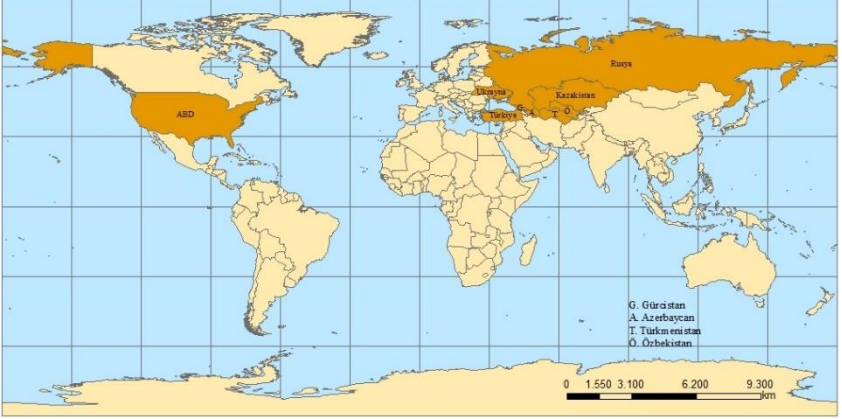 Rusya
Ukrayna
Kazakistan
ABD
G.
Türkiye
A.
T.
Ö.
G. Gürcistan
A. Azerbaycan
T. Türkmenistan
Ö. Özbekistan
0 1.550 3.100 6.200 9.300
km